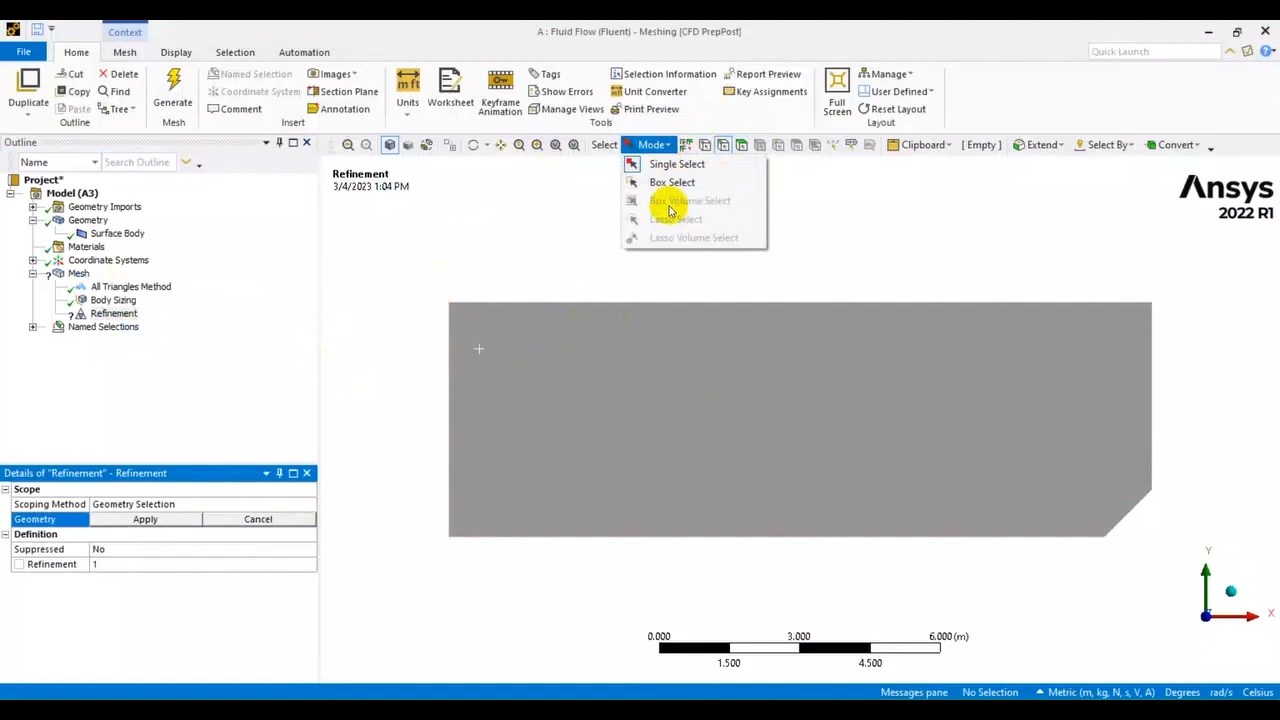 Context
A : Fluid Flow (Fluent) - Meshing [CFD PrepPost]
File Home Mesh Display Selection Automation
Quick Launch
Duplicate
Cut
Copy
Paste
Delete
Find
Tree
Outline
Generate
Mesh
Named Selection
Coordinate System
Comment
Images
Section Plane
Annotation
Insert
mft
Units
Worksheet
Keyframe
Animation
Tags
Show Errors
Manage Views
Selection Information
Unit Converter
Print Preview
Tools
Report Preview
Key Assignments
Full
Screen
Manage
User Defined
Reset Layout
Layout
Outline
Select Mode Clipboard [ Empty ] Extend Select By Convert
Name Search Outline
Project*
Model (A3)
Geometry Imports
Geometry
Surface Body
Materials
Coordinate Systems
Mesh
All Triangles Method
Body Sizing
Refinement
Named Selections
Single Select
Box Select
Box Volume Select
Lasso Select
Lasso Volume Select
Refinement
3/4/2023 1:04 PM
Ansys
2022 R1
Details of "Refinement" - Refinement
Scope
Scoping Method Geometry Selection
Geometry Apply Cancel
Definition
Suppressed No
Refinement 1
Y
X
0.000 3.000 6.000 (m)
1.500 4.500
Messages pane No Selection Metric (m, kg, N, s, V, A) Degrees rad/s Celsius